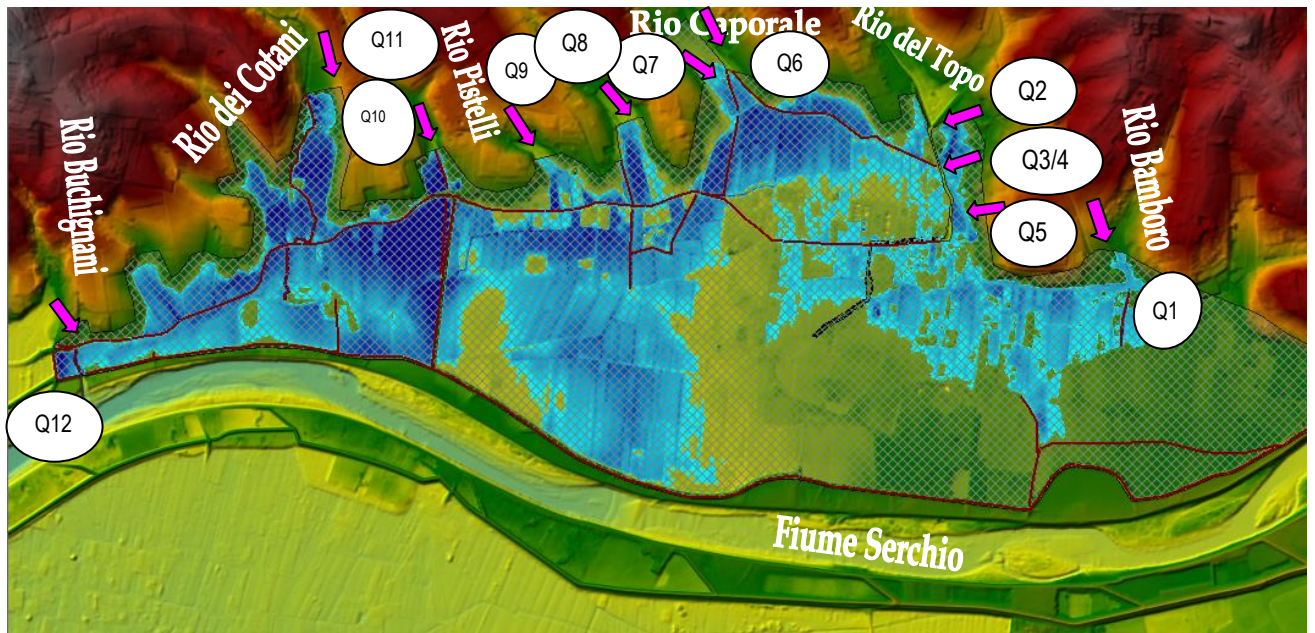 Rio Buchignani
Rio dei Cotani
Q11
Q10
Rio Pistelli
Q9
Q8
Q7
Rio Caporale
Q6
Rio del Topo
Q2
Q3/4
Q5
Rio Bamboro
Q1
Q12
Fiume Serchio